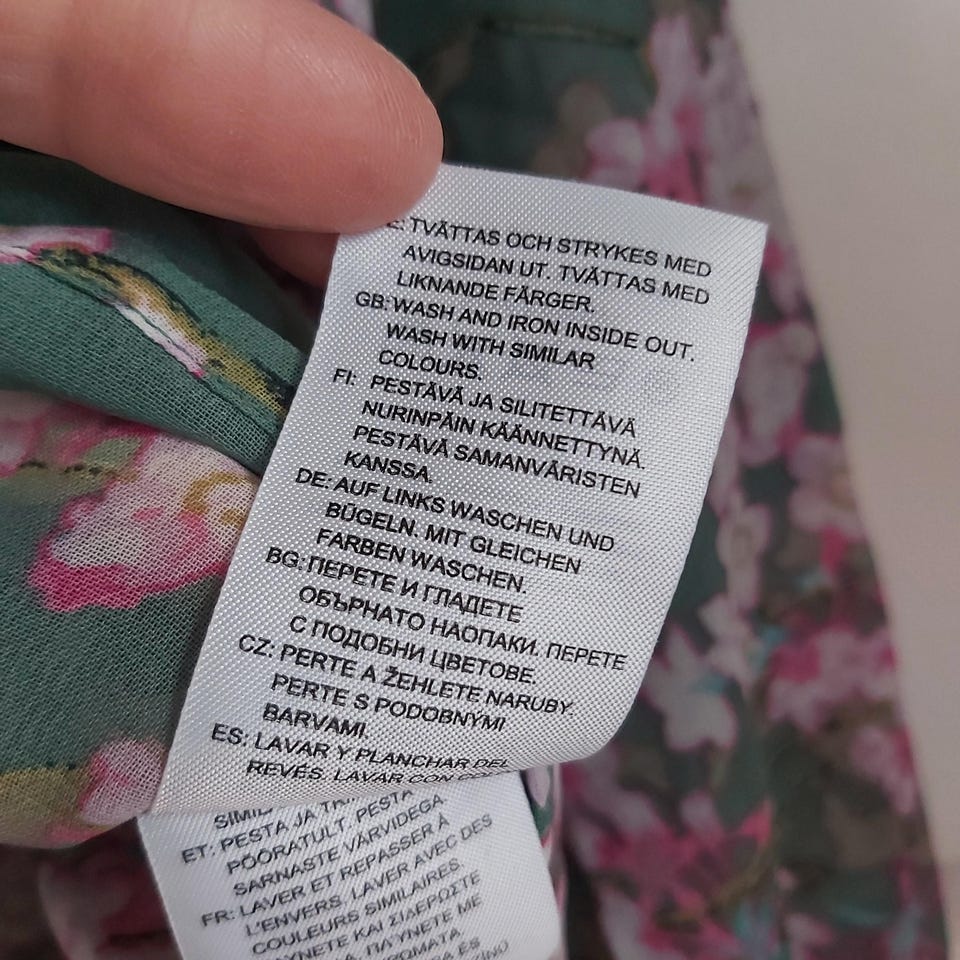 E: TVÄTTAS OCH STRYKES MED
AVIGSIDAN UT. TVÄTTAS MED
LIKNANDE FÄRGER.
GB: WASH AND IRON INSIDE OUT.
WASH WITH SIMILAR
COLOURS.
FI: PESTÄVÄ JA SILITETTÄVÄ
NURINPÄIN KÄÄNNETTYNÄ.
PESTÄVÄ SAMANVÄRISTEN
KANSSA.
DE: AUF LINKS WASCHEN UND
BÜGELN. MIT GLEICHEN
FARBEN WASCHEN.
BG: ПЕРЕТЕ И ГЛАДЕТЕ
ОБЪРНАТО НАОПАКИ. ПЕРЕТЕ
С ПОДОБНИ ЦВЕТОВЕ.
CZ: PERTE A ŽEHLETE NARUBY.
PERTE S PODOBNÝMI
BARVAMI.
ES: LAVAR Y PLANCHAR DEL
REVÉS. LAVAR CON
ET: PESTA JA
PÖÖRATULT. PESTA
SARNASTE VÄRVIDEGA.
FR: LAVER ET REPASSER À
L'ENVERS. LAVER AVEC DES
COULEURS SIMILAIRES.
ΚΑΙ ΣΙΔΕΡΩΣΤΕ
ΠΛΥΝΕΤΕ ΜΕ